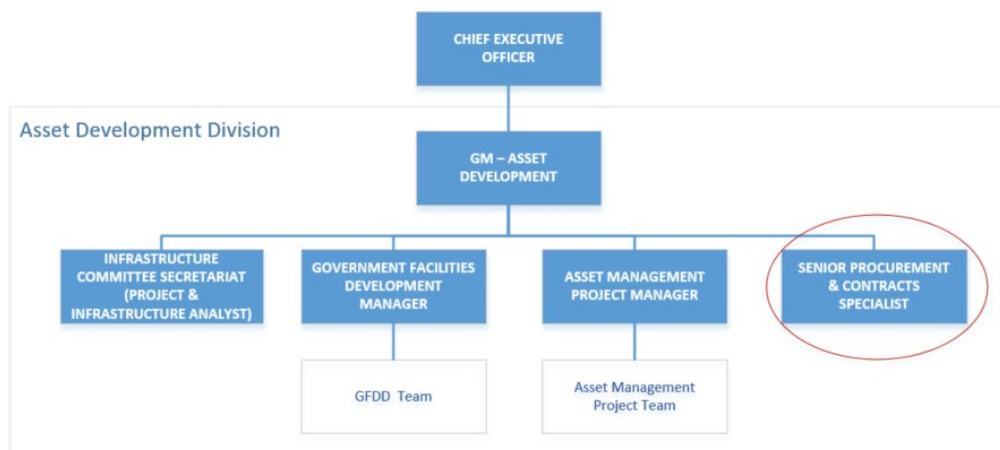 CHIEF EXECUTIVE
OFFICER
Asset Development Division
GM – ASSET
DEVELOPMENT
INFRASTRUCTURE
COMMITTEE SECRETARIAT
(PROJECT &
INFRASTRUCTURE ANALYST)
GOVERNMENT FACILITIES
DEVELOPMENT
MANAGER
ASSET MANAGEMENT
PROJECT MANAGER
SENIOR PROCUREMENT
& CONTRACTS
SPECIALIST
GFDD Team
Asset Management
Project Team